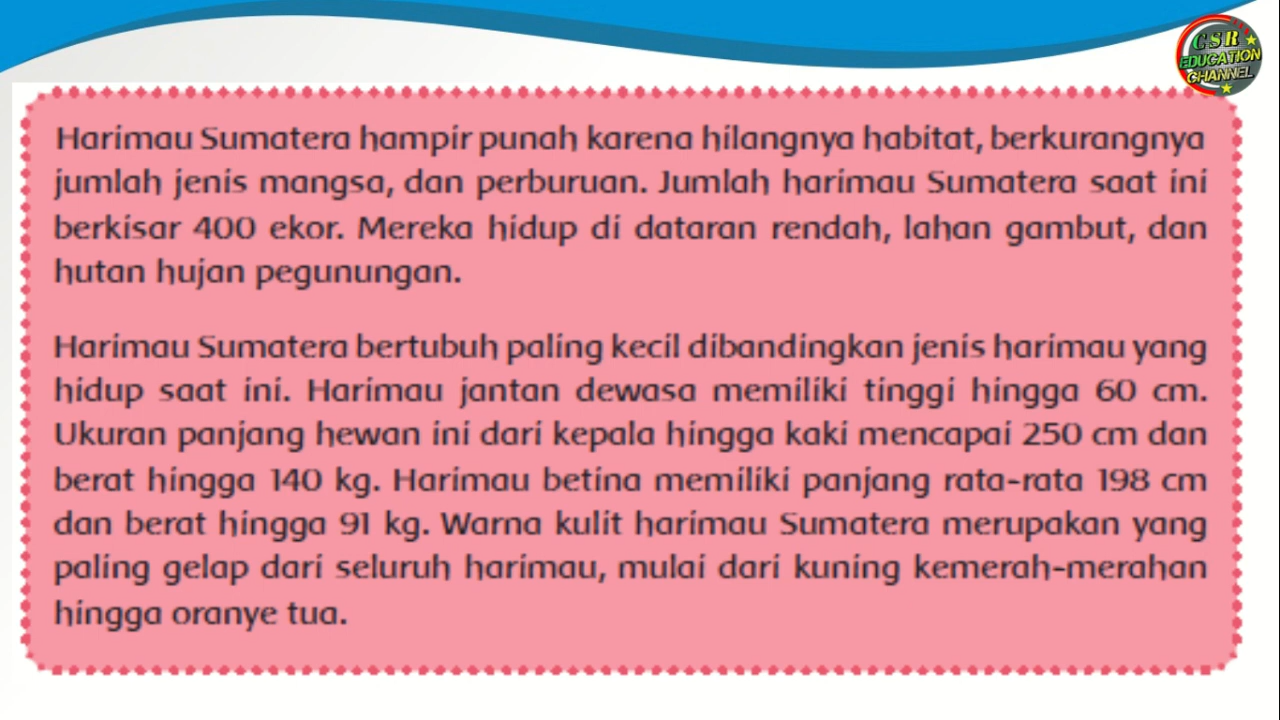 CSR
EDUCATION
CHANNEL
Harimau Sumatera hampir punah karena hilangnya habitat, berkurangnya
jumlah jenis mangsa, dan perburuan. Jumlah harimau Sumatera saat ini
berkisar 400 ekor. Mereka hidup di dataran rendah, lahan gambut, dan
hutan hujan pegunungan.
Harimau Sumatera bertubuh paling kecil dibandingkan jenis harimau yang
hidup saat ini. Harimau jantan dewasa memiliki tinggi hingga 60 cm.
Ukuran panjang hewan ini dari kepala hingga kaki mencapai 250 cm dan
berat hingga 140 kg. Harimau betina memiliki panjang rata-rata 198 cm
dan berat hingga 91 kg. Warna kulit harimau Sumatera merupakan yang
paling gelap dari seluruh harimau, mulai dari kuning kemerah-merahan
hingga oranye tua.